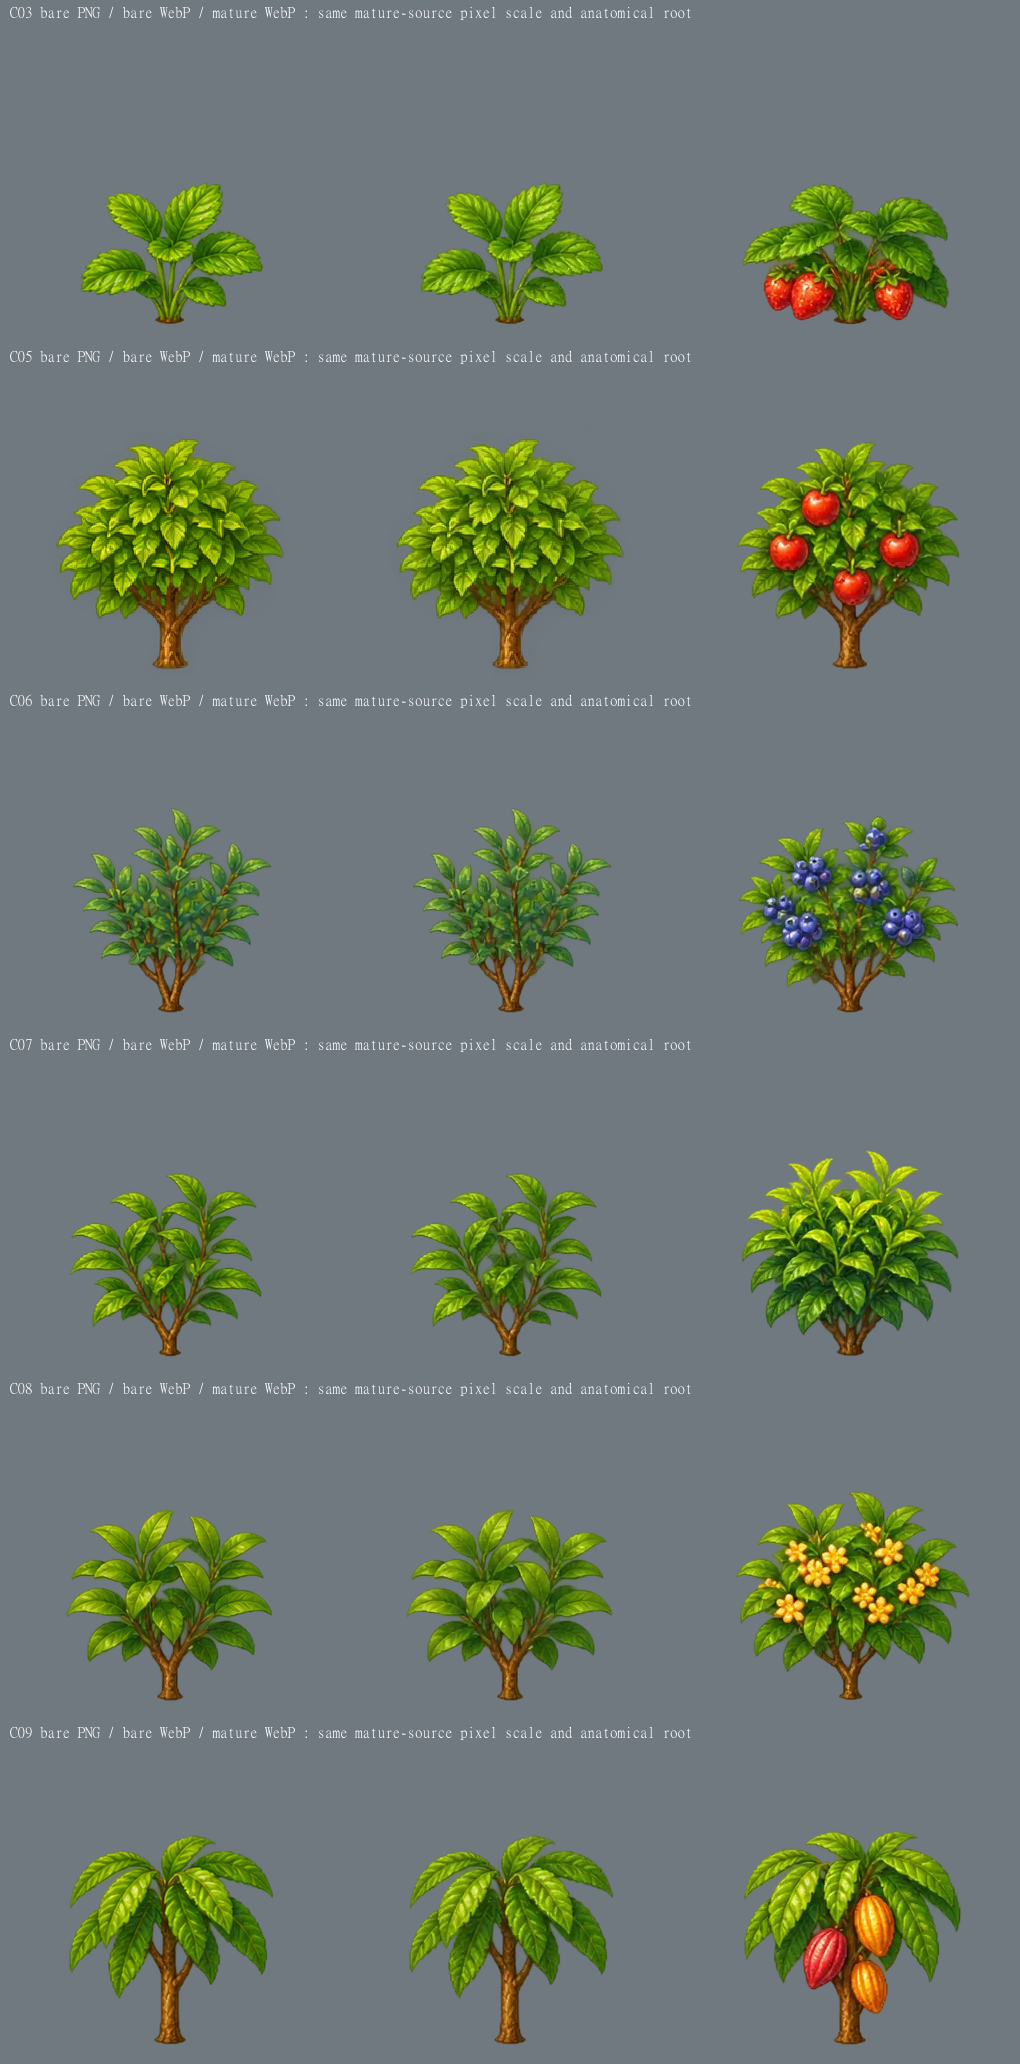 C03 bare PNG / bare WebP / mature WebP : same mature-source pixel scale and anatomical root
C05 bare PNG / bare WebP / mature WebP : same mature-source pixel scale and anatomical root
C06 bare PNG / bare WebP / mature WebP : same mature-source pixel scale and anatomical root
C07 bare PNG / bare WebP / mature WebP : same mature-source pixel scale and anatomical root
C08 bare PNG / bare WebP / mature WebP : same mature-source pixel scale and anatomical root
C09 bare PNG / bare WebP / mature WebP : same mature-source pixel scale and anatomical root